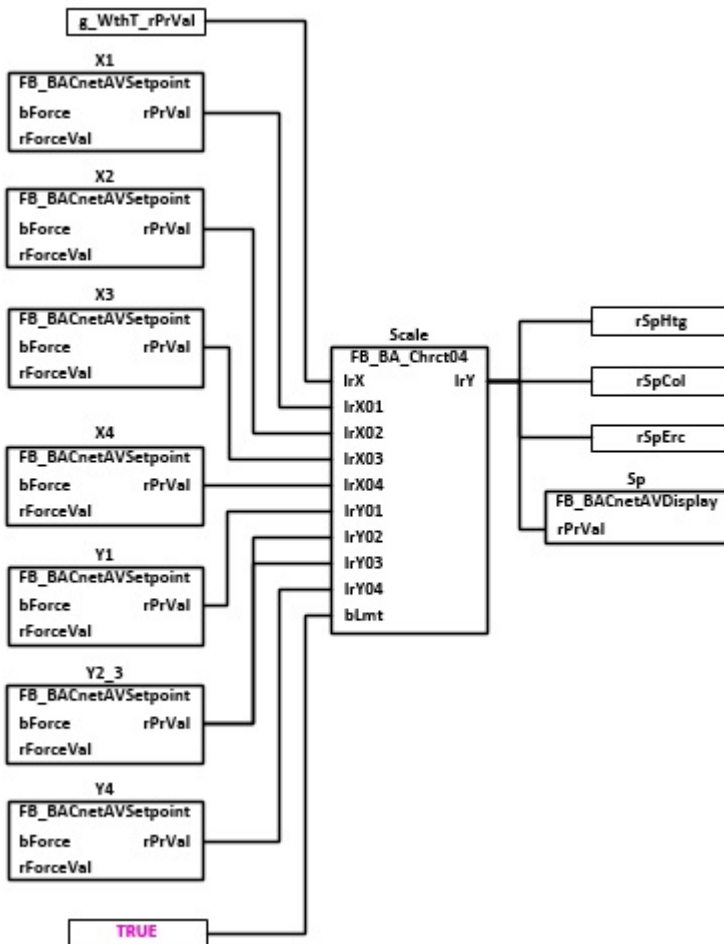 g_WthT_rPrVal
X1
FB_BACnetAVSetpoint
bForce rPrVal
rForceVal
X2
FB_BACnetAVSetpoint
bForce rPrVal
rForceVal
X3
FB_BACnetAVSetpoint
bForce rPrVal
rForceVal
X4
FB_BACnetAVSetpoint
bForce rPrVal
rForceVal
Y1
FB_BACnetAVSetpoint
bForce rPrVal
rForceVal
Y2_3
FB_BACnetAVSetpoint
bForce rPrVal
rForceVal
Y4
FB_BACnetAVSetpoint
bForce rPrVal
rForceVal
TRUE
Scale
FB_BA_Chrct04
lrX lrY
lrX01
lrX02
lrX03
lrX04
lrY01
lrY02
lrY03
lrY04
bLmt
rSpHtg
rSpCol
rSpErc
Sp
FB_BACnetAVDisplay
rPrVal